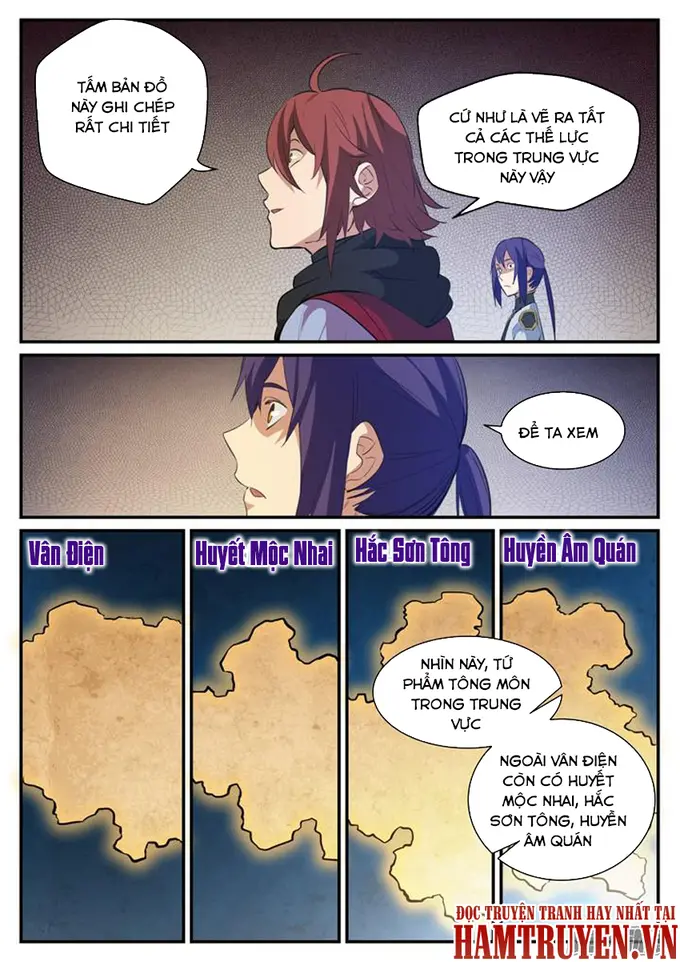 TẤM BẢN ĐỒ
NÀY GHI CHÉP
RẤT CHI TIẾT
CỨ NHƯ LÀ VẼ RA TẤT
CẢ CÁC THẾ LỰC
TRONG TRUNG VỰC
NÀY VẬY
ĐỂ TA XEM
Vân Điện
Huyết Mộc Nhai
Hắc Sơn Tông
Huyền Âm Quán
NHÌN NÀY, TỨ
PHẨM TÔNG MÔN
TRONG TRUNG
VỰC
NGOÀI VÂN ĐIỆN
CÒN CÓ HUYẾT
MỘC NHAI, HẮC
SƠN TÔNG, HUYỀN
ÂM QUÁN
ĐỌC TRUYỆN TRANH HAY NHẤT TẠI
HAMTRUYEN.VN